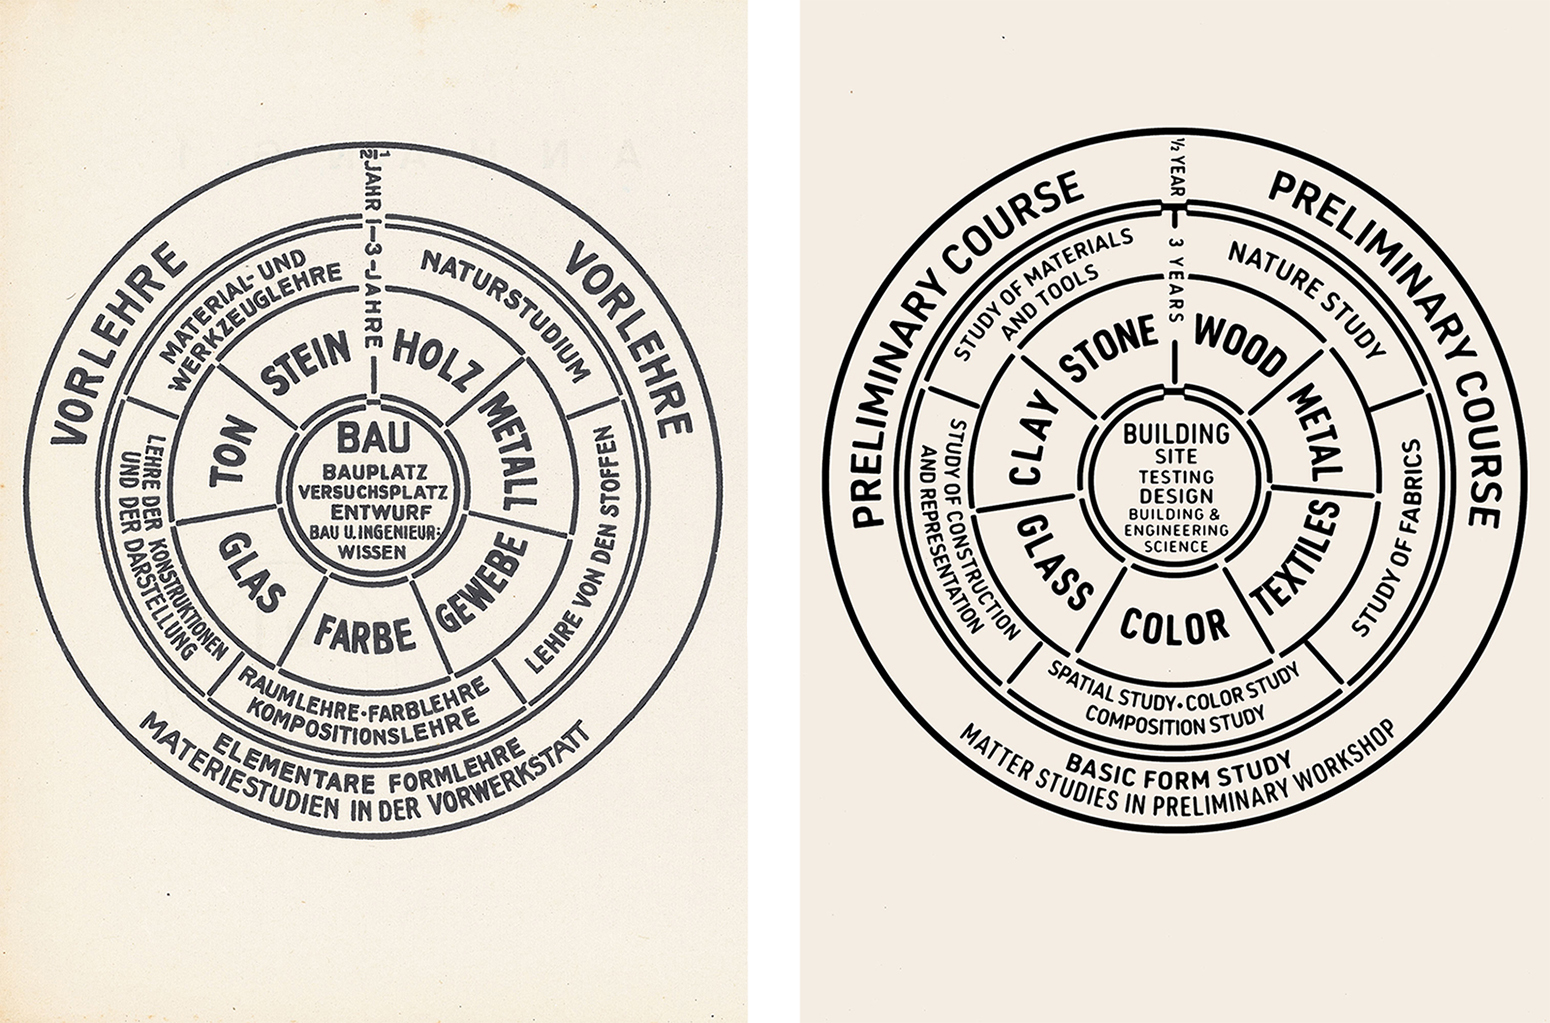 VORLEHRE
VORLEHRE
1/2 JAHR
1-3-JAHRE
MATERIAL- UND
WERKZEUGLEHRE
NATURSTUDIUM
LEHRE VON DEN STOFFEN
RAUMLEHRE·FARBLEHRE
KOMPOSITIONSLEHRE
LEHRE DER KONSTRUKTIONEN
UND DER DARSTELLUNG
STEIN
HOLZ
METALL
GEWEBE
FARBE
GLAS
TON
BAU
BAUPLATZ
VERSUCHSPLATZ
ENTWURF
BAU U. INGENIEUR:
WISSEN
ELEMENTARE FORMLEHRE
MATERIESTUDIEN IN DER VORWERKSTATT
PRELIMINARY COURSE
PRELIMINARY COURSE
½ YEAR
3 YEARS
STUDY OF MATERIALS
AND TOOLS
NATURE STUDY
STUDY OF FABRICS
SPATIAL STUDY·COLOR STUDY
COMPOSITION STUDY
STUDY OF CONSTRUCTION
AND REPRESENTATION
STONE
WOOD
METAL
TEXTILES
COLOR
GLASS
CLAY
BUILDING
SITE
TESTING
DESIGN
BUILDING &
ENGINEERING
SCIENCE
BASIC FORM STUDY
MATTER STUDIES IN PRELIMINARY WORKSHOP